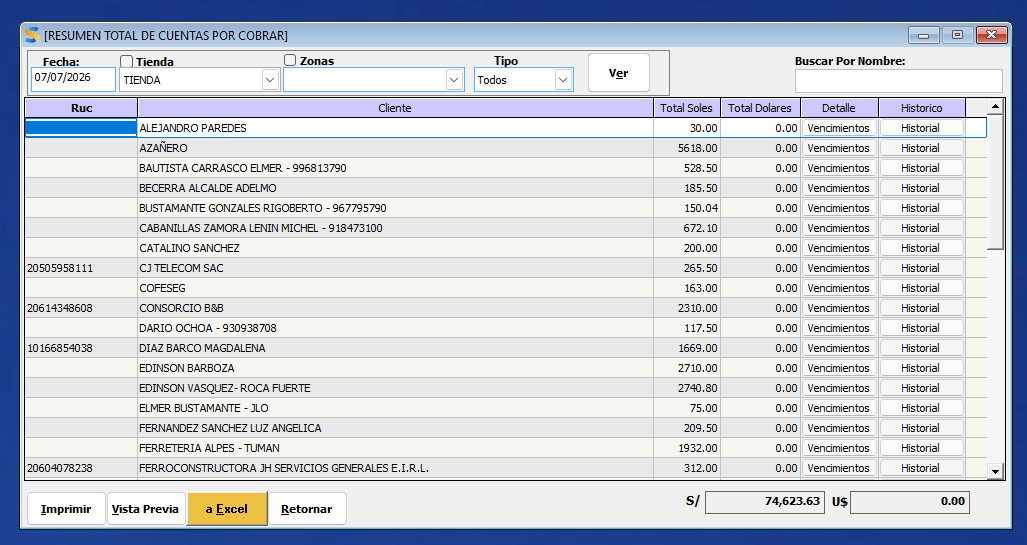 [RESUMEN TOTAL DE CUENTAS POR COBRAR]
Fecha: Tienda Zonas Tipo Buscar Por Nombre:
07/07/2026 TIENDA Todos Ver
Ruc Cliente Total Soles Total Dolares Detalle Historico
ALEJANDRO PAREDES 30.00 0.00 Vencimientos Historial
AZAÑERO 5618.00 0.00 Vencimientos Historial
BAUTISTA CARRASCO ELMER - 996813790 528.50 0.00 Vencimientos Historial
BECERRA ALCALDE ADELMO 185.50 0.00 Vencimientos Historial
BUSTAMANTE GONZALES RIGOBERTO - 967795790 150.04 0.00 Vencimientos Historial
CABANILLAS ZAMORA LENIN MICHEL - 918473100 672.10 0.00 Vencimientos Historial
CATALINO SANCHEZ 200.00 0.00 Vencimientos Historial
20505958111 CJ TELECOM SAC 265.50 0.00 Vencimientos Historial
COFESEG 163.00 0.00 Vencimientos Historial
20614348608 CONSORCIO B&B 2310.00 0.00 Vencimientos Historial
DARIO OCHOA - 930938708 117.50 0.00 Vencimientos Historial
10166854038 DIAZ BARCO MAGDALENA 1669.00 0.00 Vencimientos Historial
EDINSON BARBOZA 2710.00 0.00 Vencimientos Historial
EDINSON VASQUEZ- ROCA FUERTE 2740.80 0.00 Vencimientos Historial
ELMER BUSTAMANTE - JLO 75.00 0.00 Vencimientos Historial
FERNANDEZ SANCHEZ LUZ ANGELICA 209.50 0.00 Vencimientos Historial
FERRETERIA ALPES - TUMAN 1932.00 0.00 Vencimientos Historial
20604078238 FERROCONSTRUCTORA JH SERVICIOS GENERALES E.I.R.L. 312.00 0.00 Vencimientos Historial
Imprimir Vista Previa a Excel Retornar S/ 74,623.63 U$ 0.00